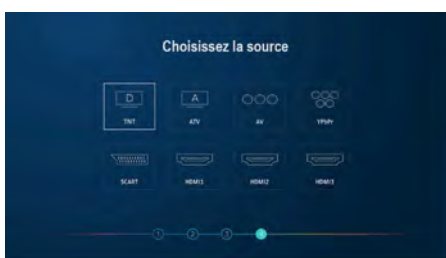 Choisissez la source
D A
TNT ATV AV YPbPr
SCART HDMI1 HDMI2 HDMI3
1 2 3 4